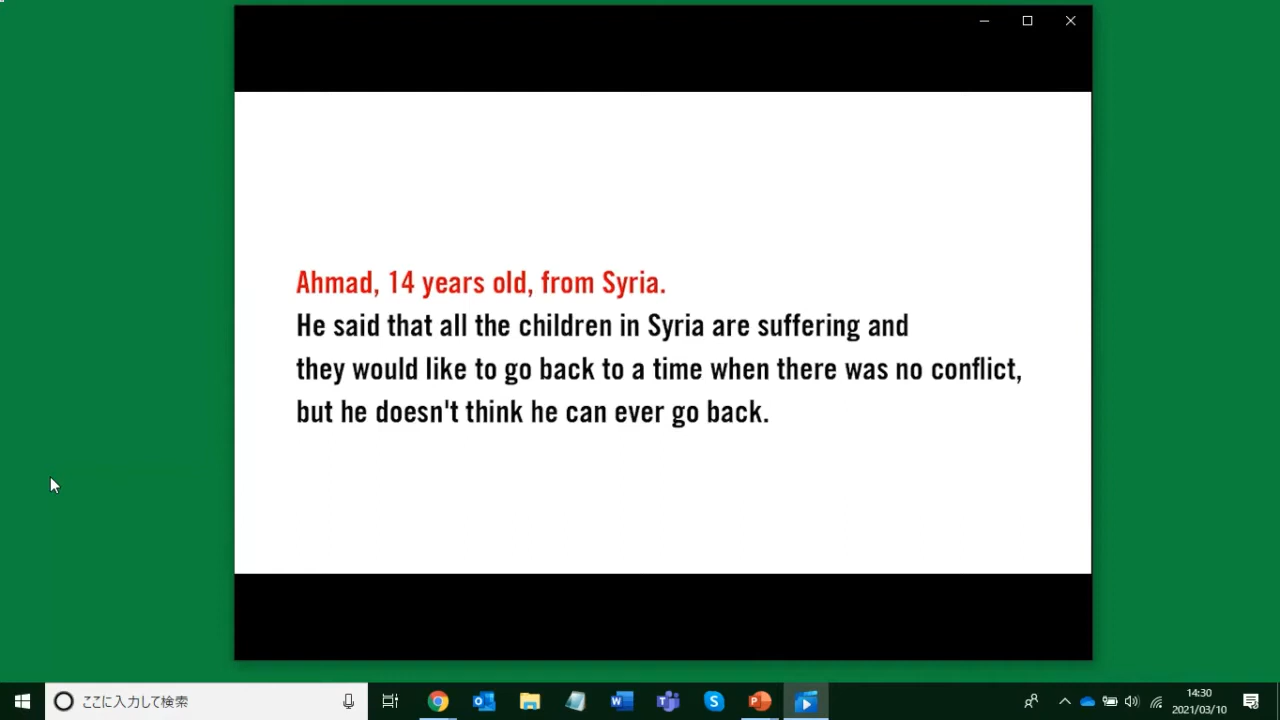 Ahmad, 14 years old, from Syria.
He said that all the children in Syria are suffering and
they would like to go back to a time when there was no conflict,
but he doesn't think he can ever go back.
ここに入力して検索
14:30
2021/03/10